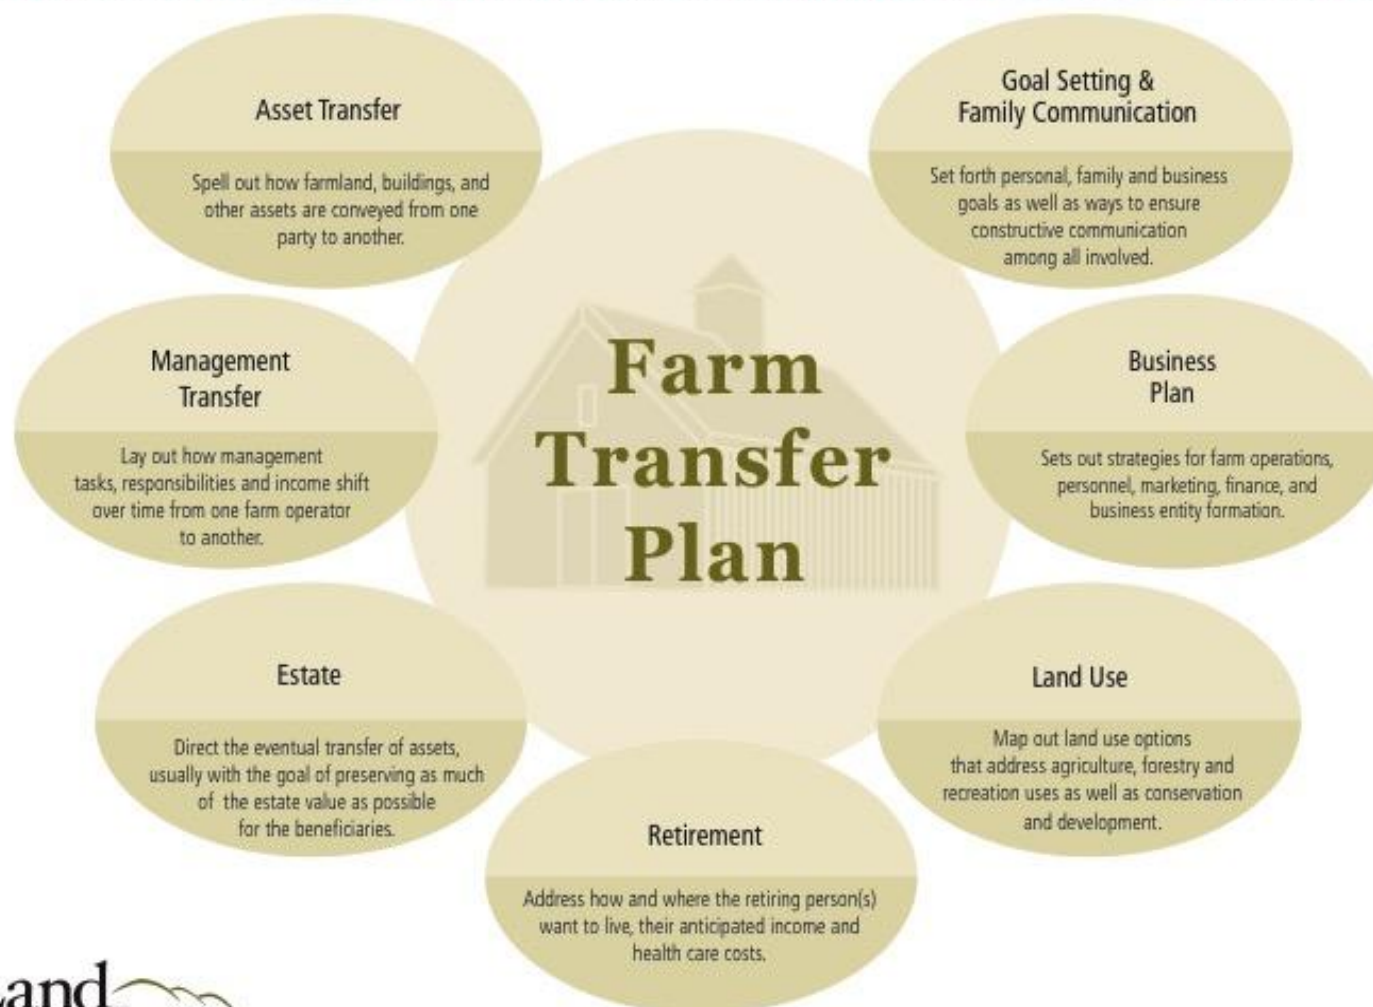 Asset Transfer
Spell out how farmland, buildings, and
other assets are conveyed from one
party to another.
Goal Setting &
Family Communication
Set forth personal, family and business
goals as well as ways to ensure
constructive communication
among all involved.
Management
Transfer
Lay out how management
tasks, responsibilities and income shift
over time from one farm operator
to another.
Farm
Transfer
Plan
Business
Plan
Sets out strategies for farm operations,
personnel, marketing, finance, and
business entity formation.
Estate
Direct the eventual transfer of assets,
usually with the goal of preserving as much
of the estate value as possible
for the beneficiaries.
Land Use
Map out land use options
that address agriculture, forestry and
recreation uses as well as conservation
and development.
Retirement
Address how and where the retiring person(s)
want to live, their anticipated income and
health care costs.
Land